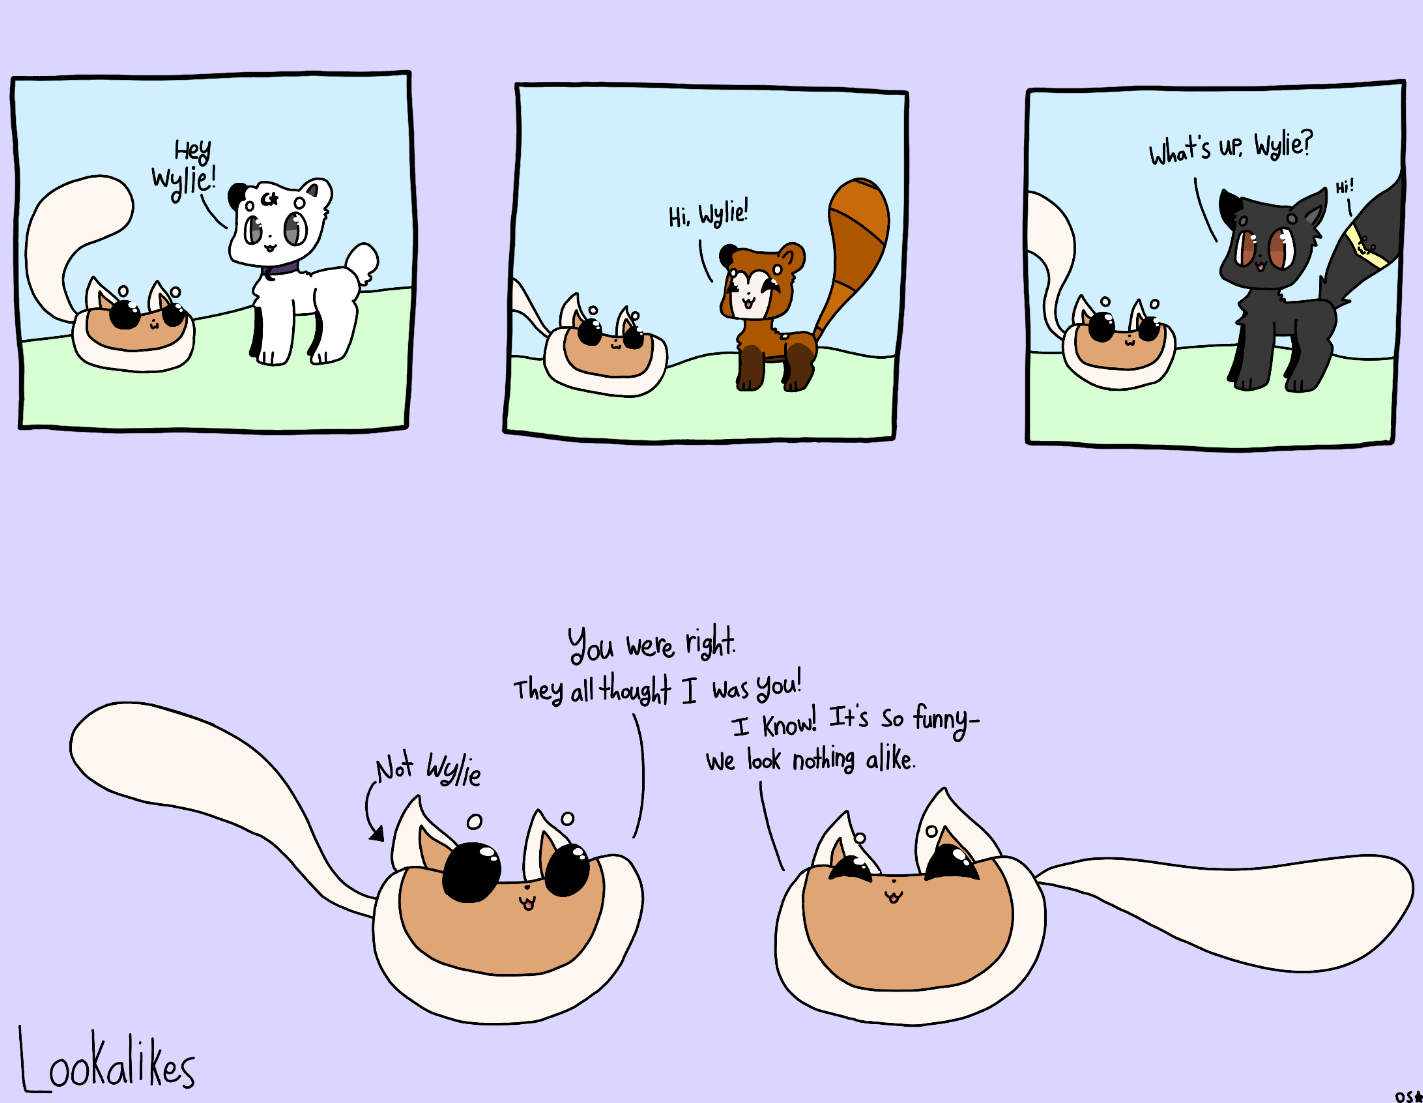 Hey
Wylie!
Hi, Wylie!
What's up, Wylie?
Hi!
You were right.
They all thought I was you!
I know! It's so funny–
we look nothing alike.
Not Wylie
Lookalikes
OS★